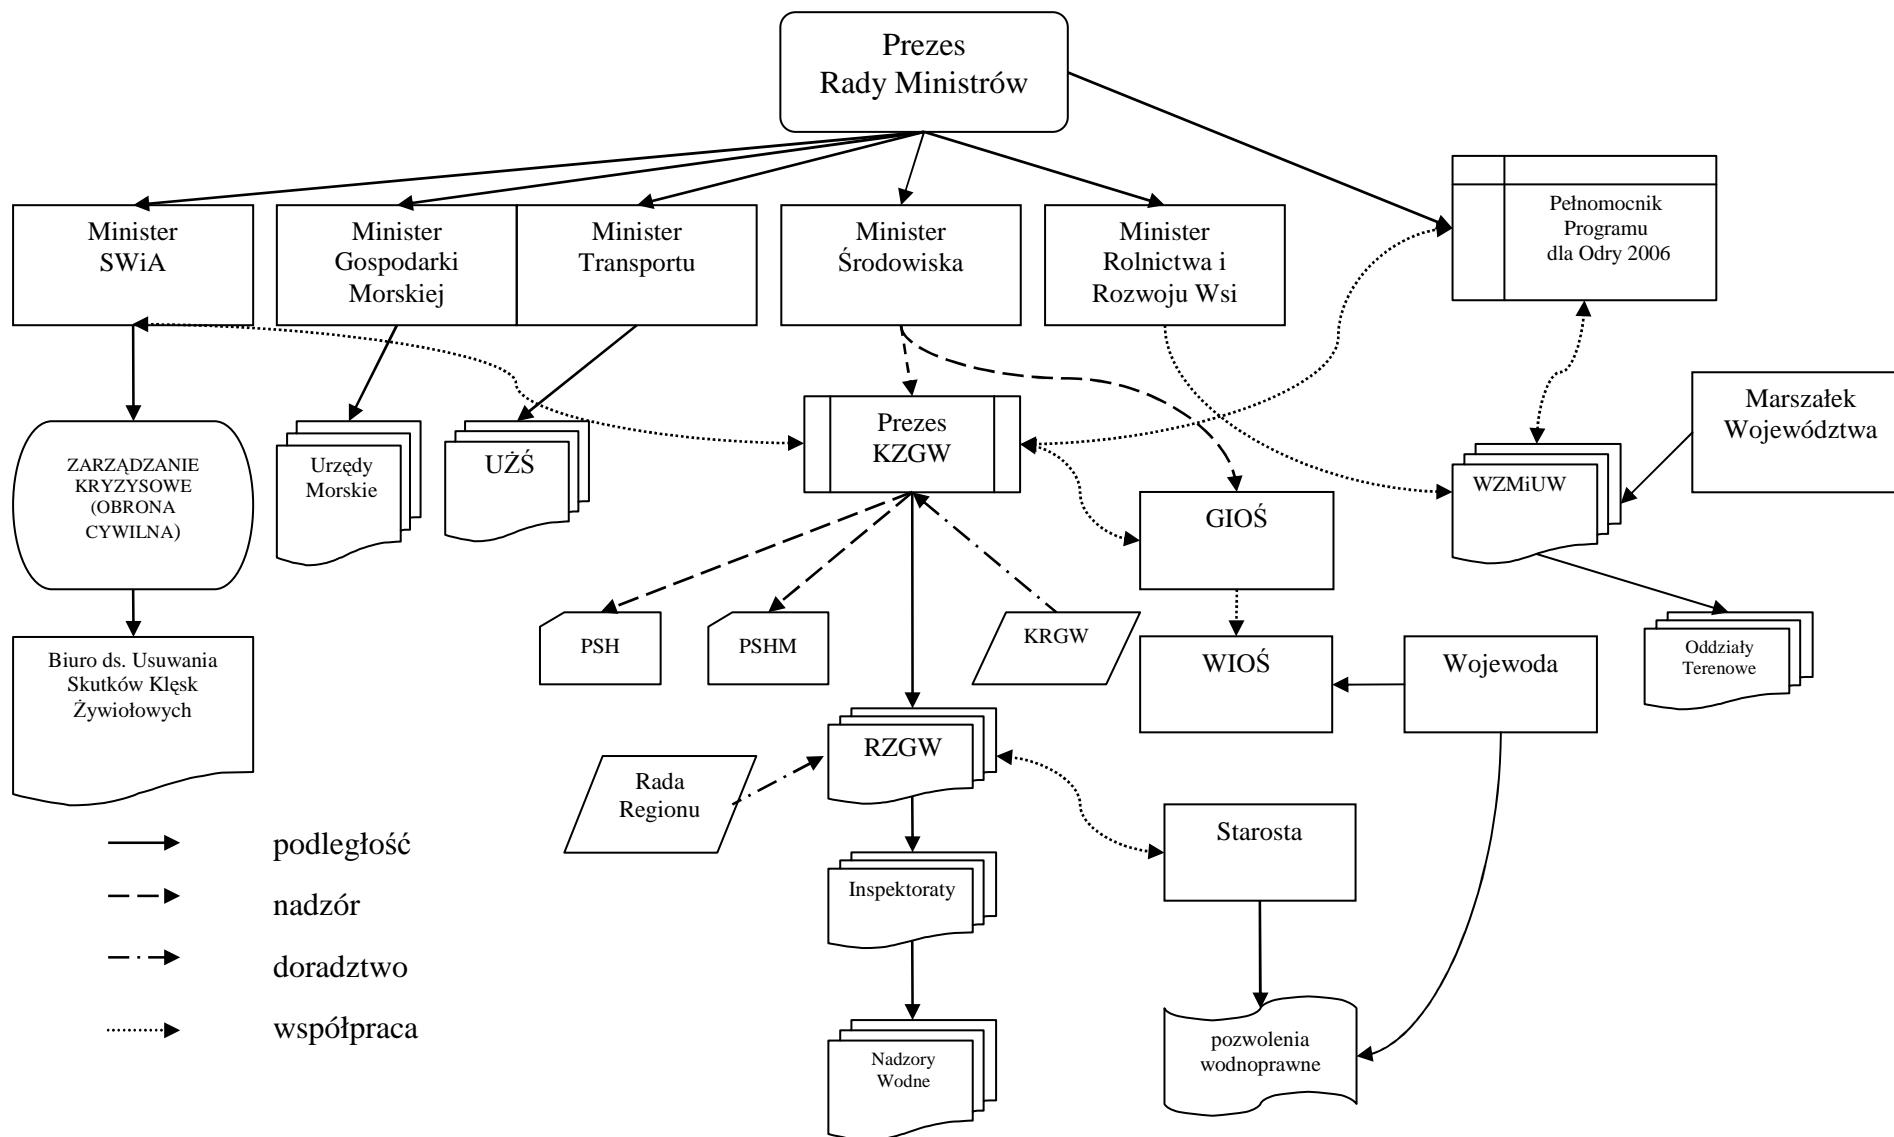 Prezes
Rady Ministrów
Minister
SWiA
Minister
Gospodarki
Morskiej
Minister
Transportu
Minister
Środowiska
Minister
Rolnictwa i
Rozwoju Wsi
Pełnomocnik
Programu
dla Odry 2006
ZARZĄDZANIE
KRYZYSOWE
(OBRONA
CYWILNA)
Urzędy
Morskie
UŻŚ
Prezes
KZGW
GIOŚ
WZMiUW
Marszałek
Województwa
Biuro ds. Usuwania
Skutków Klęsk
Żywiołowych
PSH
PSHM
KRGW
WIOŚ
Wojewoda
Oddziały
Terenowe
RZGW
Rada
Regionu
Starosta
Inspektoraty
Nadzory
Wodne
pozwolenia
wodnoprawne
podległość
nadzór
doradztwo
współpraca